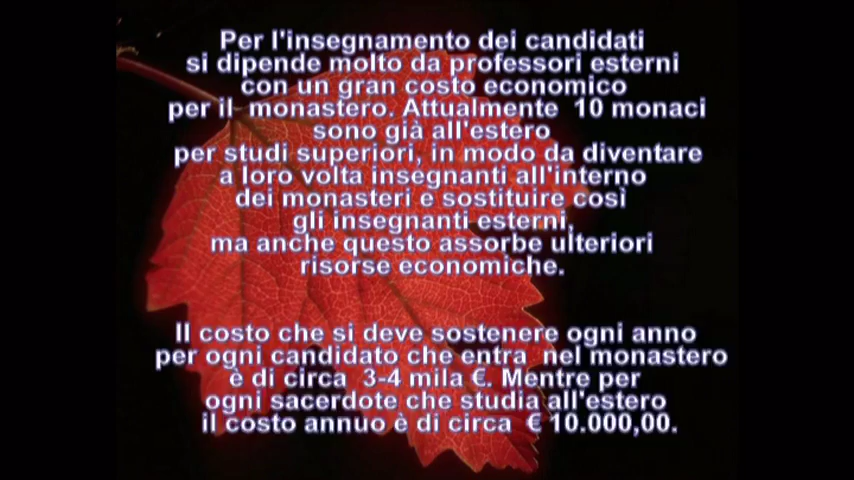 Per l'insegnamento dei candidati
si dipende molto da professori esterni
con un gran costo economico
per il monastero. Attualmente 10 monaci
sono già all'estero
per studi superiori, in modo da diventare
a loro volta insegnanti all'interno
dei monasteri e sostituire così
gli insegnanti esterni,
ma anche questo assorbe ulteriori
risorse economiche.
Il costo che si deve sostenere ogni anno
per ogni candidato che entra nel monastero
è di circa 3-4 mila €. Mentre per
ogni sacerdote che studia all'estero
il costo annuo è di circa € 10.000,00.